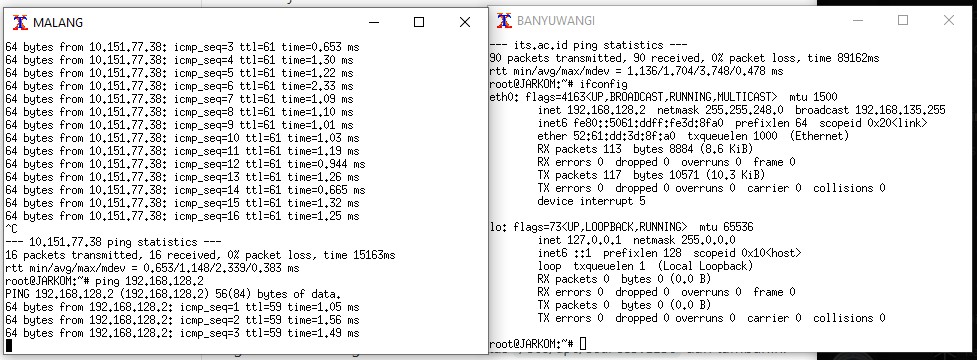 MALANG
64 bytes from 10.151.77.38: icmp_seq=3 ttl=61 time=0.653 ms
64 bytes from 10.151.77.38: icmp_seq=4 ttl=61 time=1.30 ms
64 bytes from 10.151.77.38: icmp_seq=5 ttl=61 time=1.22 ms
64 bytes from 10.151.77.38: icmp_seq=6 ttl=61 time=2.33 ms
64 bytes from 10.151.77.38: icmp_seq=7 ttl=61 time=1.09 ms
64 bytes from 10.151.77.38: icmp_seq=8 ttl=61 time=1.10 ms
64 bytes from 10.151.77.38: icmp_seq=9 ttl=61 time=1.01 ms
64 bytes from 10.151.77.38: icmp_seq=10 ttl=61 time=1.03 ms
64 bytes from 10.151.77.38: icmp_seq=11 ttl=61 time=1.19 ms
64 bytes from 10.151.77.38: icmp_seq=12 ttl=61 time=0.944 ms
64 bytes from 10.151.77.38: icmp_seq=13 ttl=61 time=1.26 ms
64 bytes from 10.151.77.38: icmp_seq=14 ttl=61 time=0.665 ms
64 bytes from 10.151.77.38: icmp_seq=15 ttl=61 time=1.32 ms
64 bytes from 10.151.77.38: icmp_seq=16 ttl=61 time=1.25 ms
^C
--- 10.151.77.38 ping statistics ---
16 packets transmitted, 16 received, 0% packet loss, time 15163ms
rtt min/avg/max/mdev = 0.653/1.148/2.339/0.383 ms
root@JARKOM:~# ping 192.168.128.2
PING 192.168.128.2 (192.168.128.2) 56(84) bytes of data.
64 bytes from 192.168.128.2: icmp_seq=1 ttl=59 time=1.05 ms
64 bytes from 192.168.128.2: icmp_seq=2 ttl=59 time=1.56 ms
64 bytes from 192.168.128.2: icmp_seq=3 ttl=59 time=1.49 ms
BANYUWANGI
--- its.ac.id ping statistics ---
90 packets transmitted, 90 received, 0% packet loss, time 89162ms
rtt min/avg/max/mdev = 1.136/1.704/3.748/0.478 ms
root@JARKOM:~# ifconfig
eth0: flags=4163<UP,BROADCAST,RUNNING,MULTICAST> mtu 1500
inet 192.168.128.2 netmask 255.255.248.0 broadcast 192.168.135.255
inet6 fe80::5061:ddff:fe3d:8fa0 prefixlen 64 scopeid 0x20<link>
ether 52:61:dd:3d:8f:a0 txqueuelen 1000 (Ethernet)
RX packets 113 bytes 8884 (8.6 KiB)
RX errors 0 dropped 0 overruns 0 frame 0
TX packets 117 bytes 10571 (10.3 KiB)
TX errors 0 dropped 0 overruns 0 carrier 0 collisions 0
device interrupt 5
lo: flags=73<UP,LOOPBACK,RUNNING> mtu 65536
inet 127.0.0.1 netmask 255.0.0.0
inet6 ::1 prefixlen 128 scopeid 0x10<host>
loop txqueuelen 1 (Local Loopback)
RX packets 0 bytes 0 (0.0 B)
RX errors 0 dropped 0 overruns 0 frame 0
TX packets 0 bytes 0 (0.0 B)
TX errors 0 dropped 0 overruns 0 carrier 0 collisions 0
root@JARKOM:~#